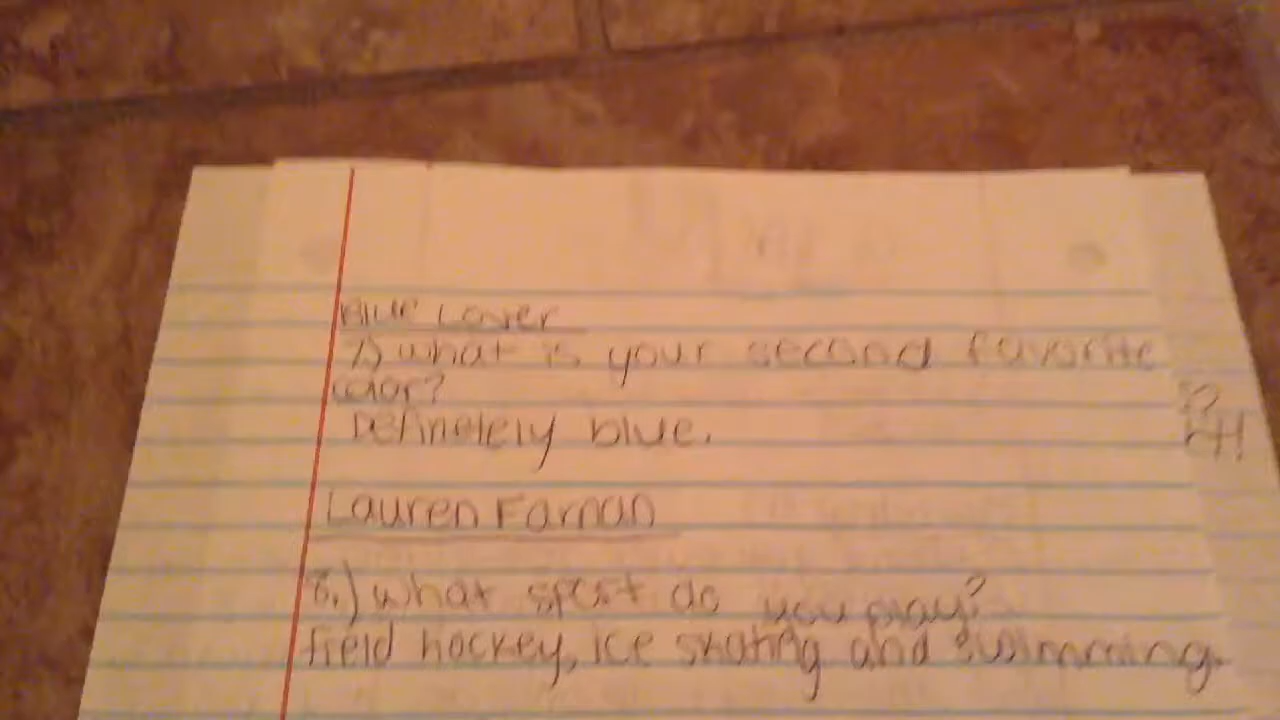 Blue Lover
7.) what is your second favorite
color?
Definetely blue.
Lauren Farnan
8.) what sport do you play?
field hockey, ice skating and swimming.